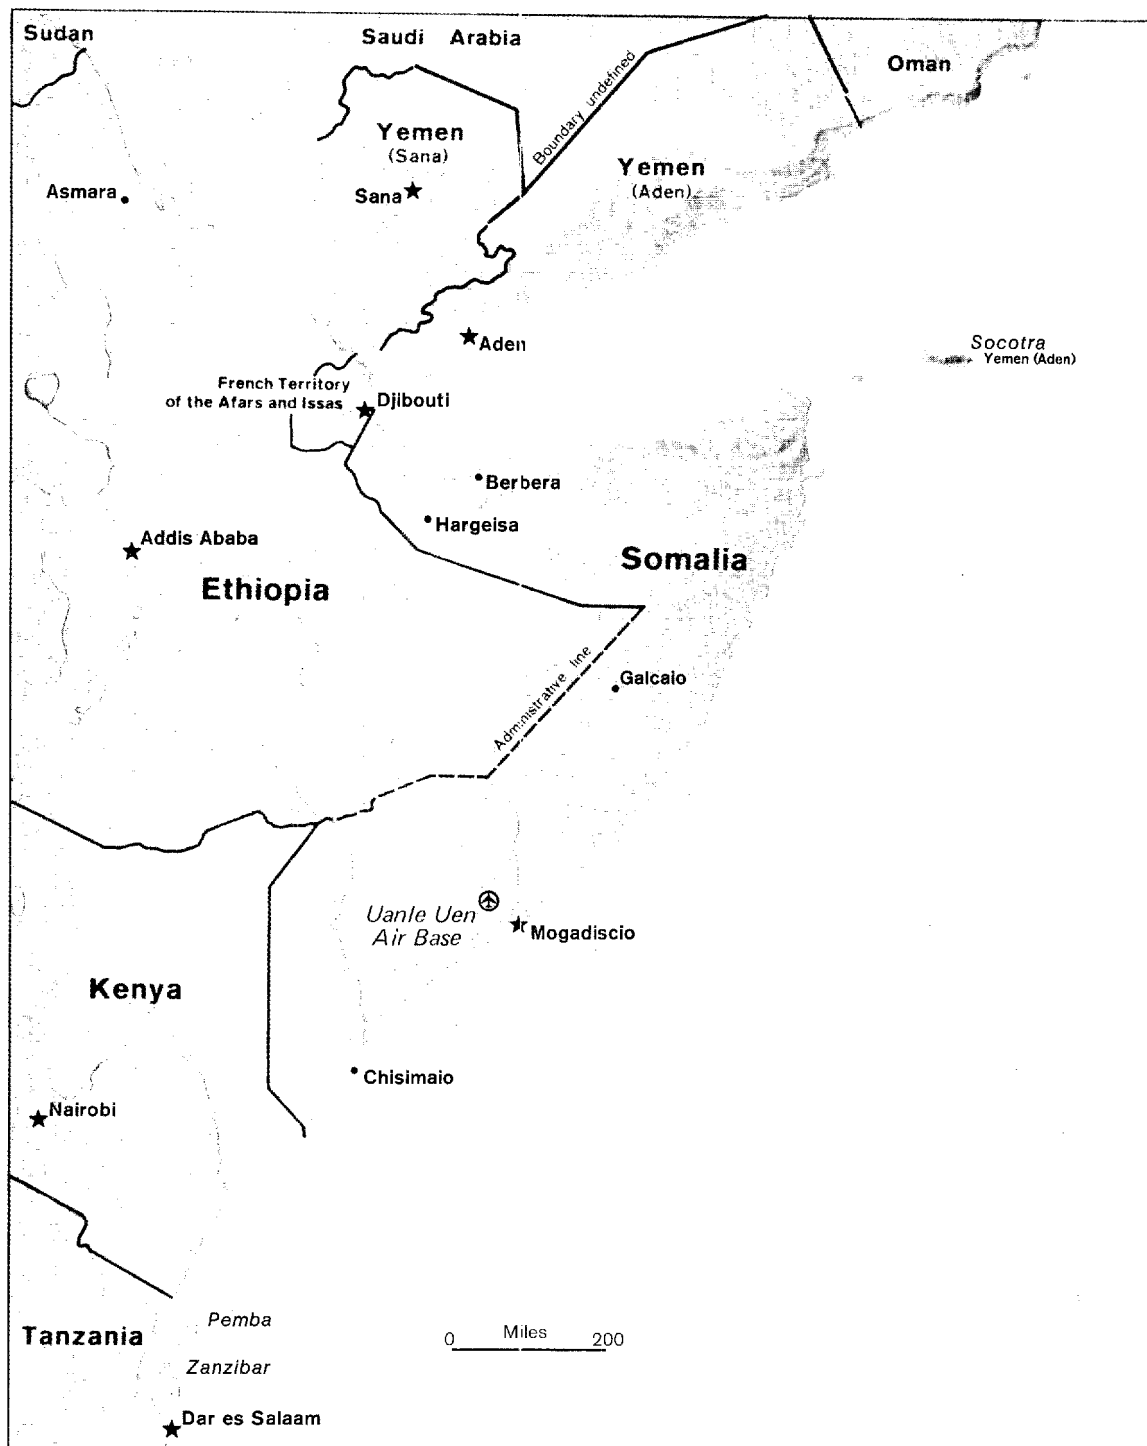 Sudan
Saudi Arabia
Oman
Boundary undefined
Yemen
(Sana)
Yemen
(Aden)
Asmara
Sana
Aden
Socotra
Yemen (Aden)
French Territory
of the Afars and Issas
Djibouti
Berbera
Hargeisa
Addis Ababa
Somalia
Ethiopia
Administrative line
Galcaio
Uanle Uen
Air Base
Mogadiscio
Kenya
Chisimaio
Nairobi
Pemba
Tanzania
0 Miles 200
Zanzibar
Dar es Salaam